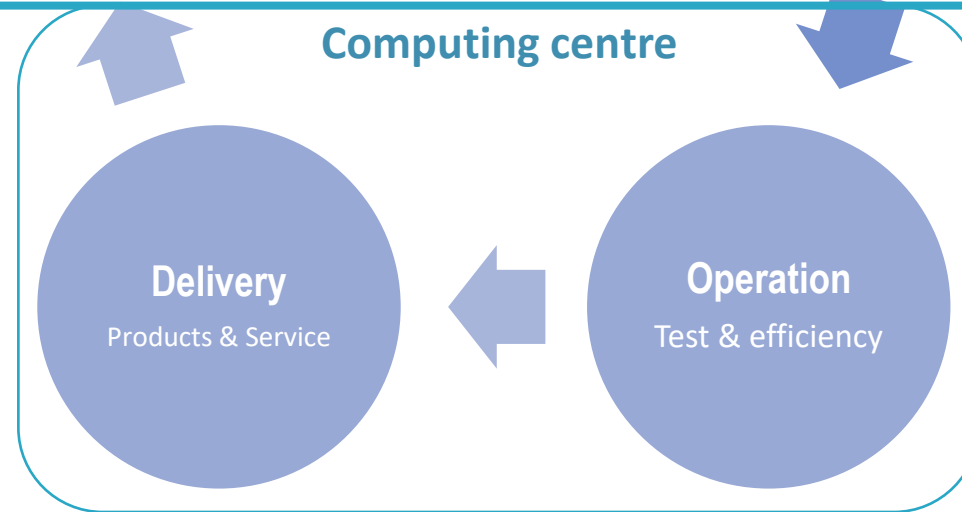 Computing centre
Delivery
Products & Service
Operation
Test & efficiency